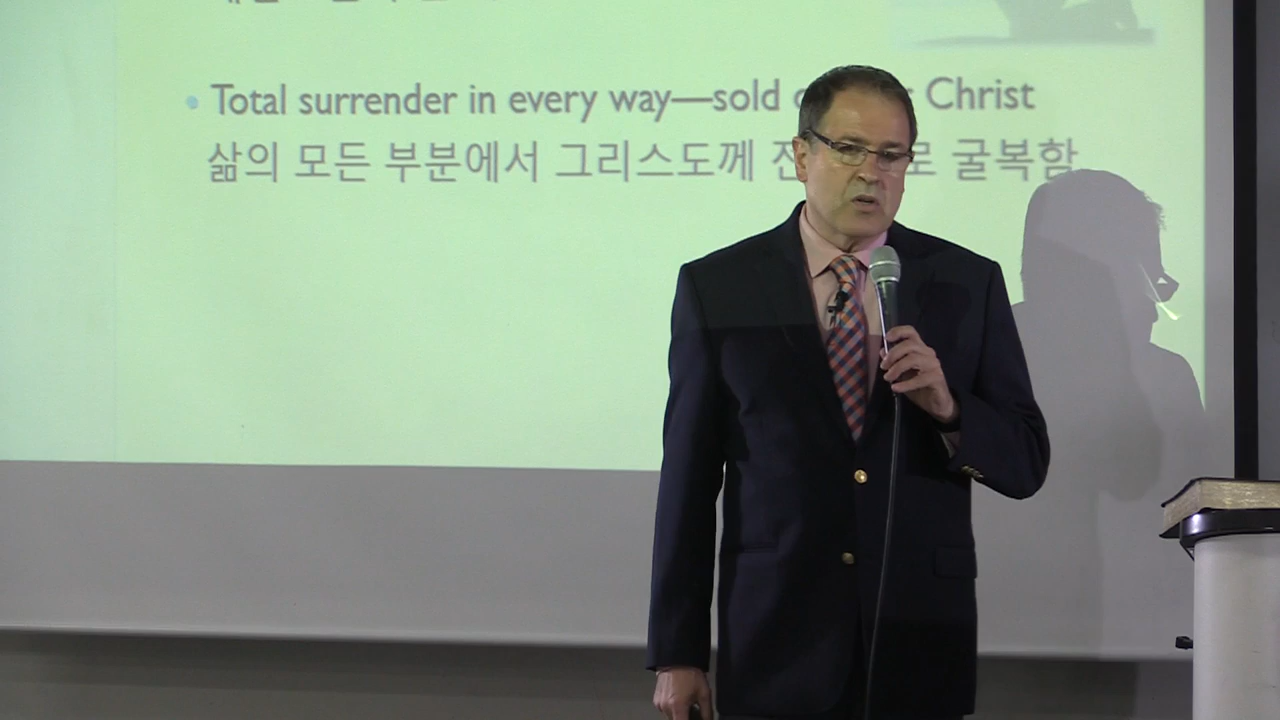 Total surrender in every way—sold Christ
삶의 모든 부분에서 그리스도께 굴복함